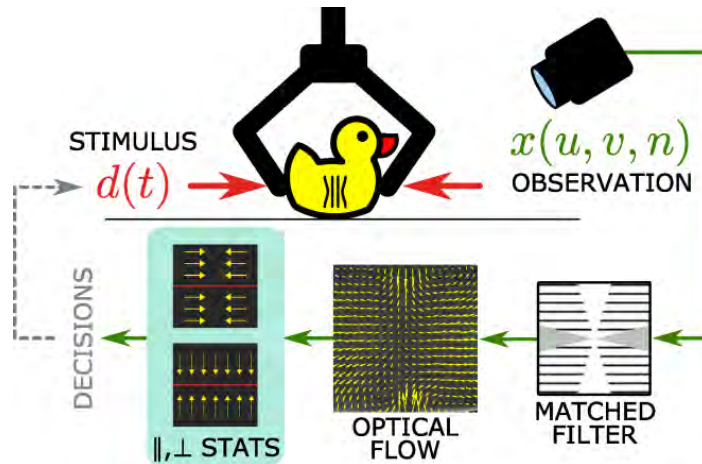 STIMULUS
d(t)
x(u, v, n)
OBSERVATION
DECISIONS
∥,⊥ STATS
OPTICAL
FLOW
MATCHED
FILTER